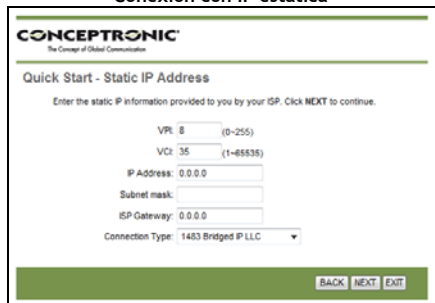 Conexión con IP estática
CONCEPTRONIC
The Concept of Global Communication
Quick Start - Static IP Address
Enter the static IP information provided to you by your ISP. Click NEXT to continue.
VPI: 8 (0~255)
VCI: 35 (1~65535)
IP Address: 0.0.0.0
Subnet mask:
ISP Gateway: 0.0.0.0
Connection Type: 1483 Bridged IP LLC
BACK NEXT EXIT